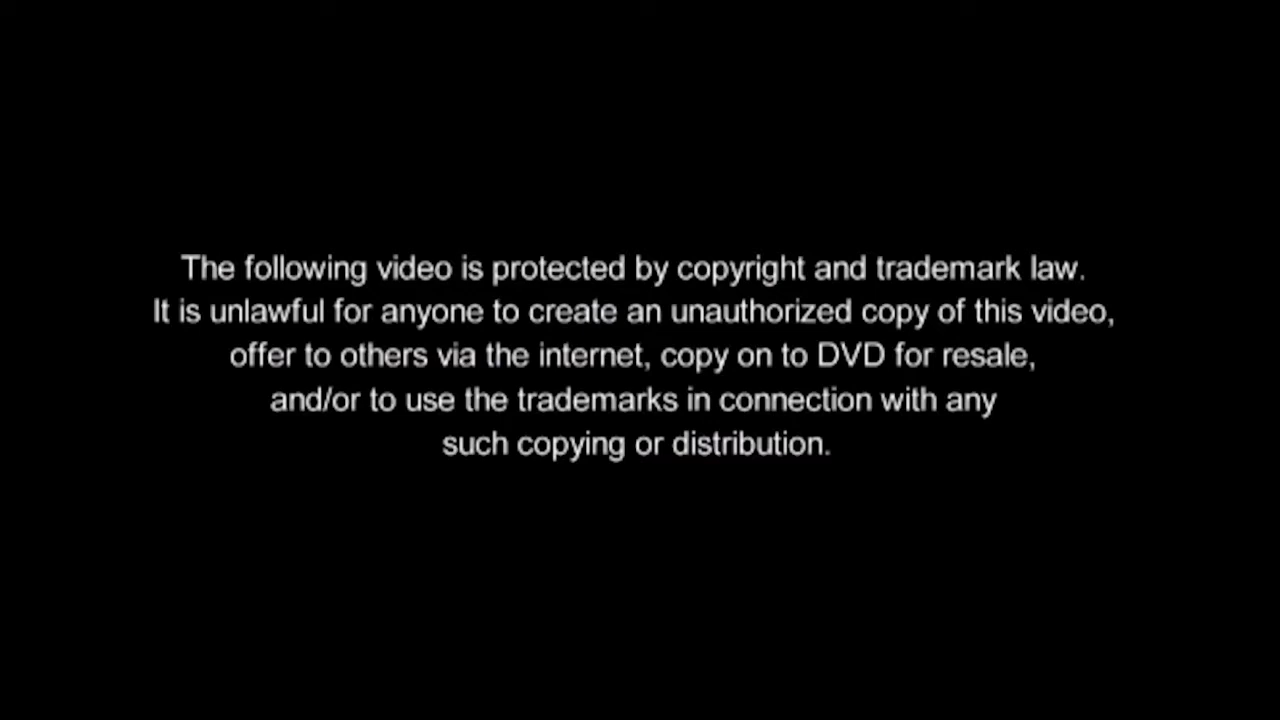 The following video is protected by copyright and trademark law.
It is unlawful for anyone to create an unauthorized copy of this video,
offer to others via the internet, copy on to DVD for resale,
and/or to use the trademarks in connection with any
such copying or distribution.